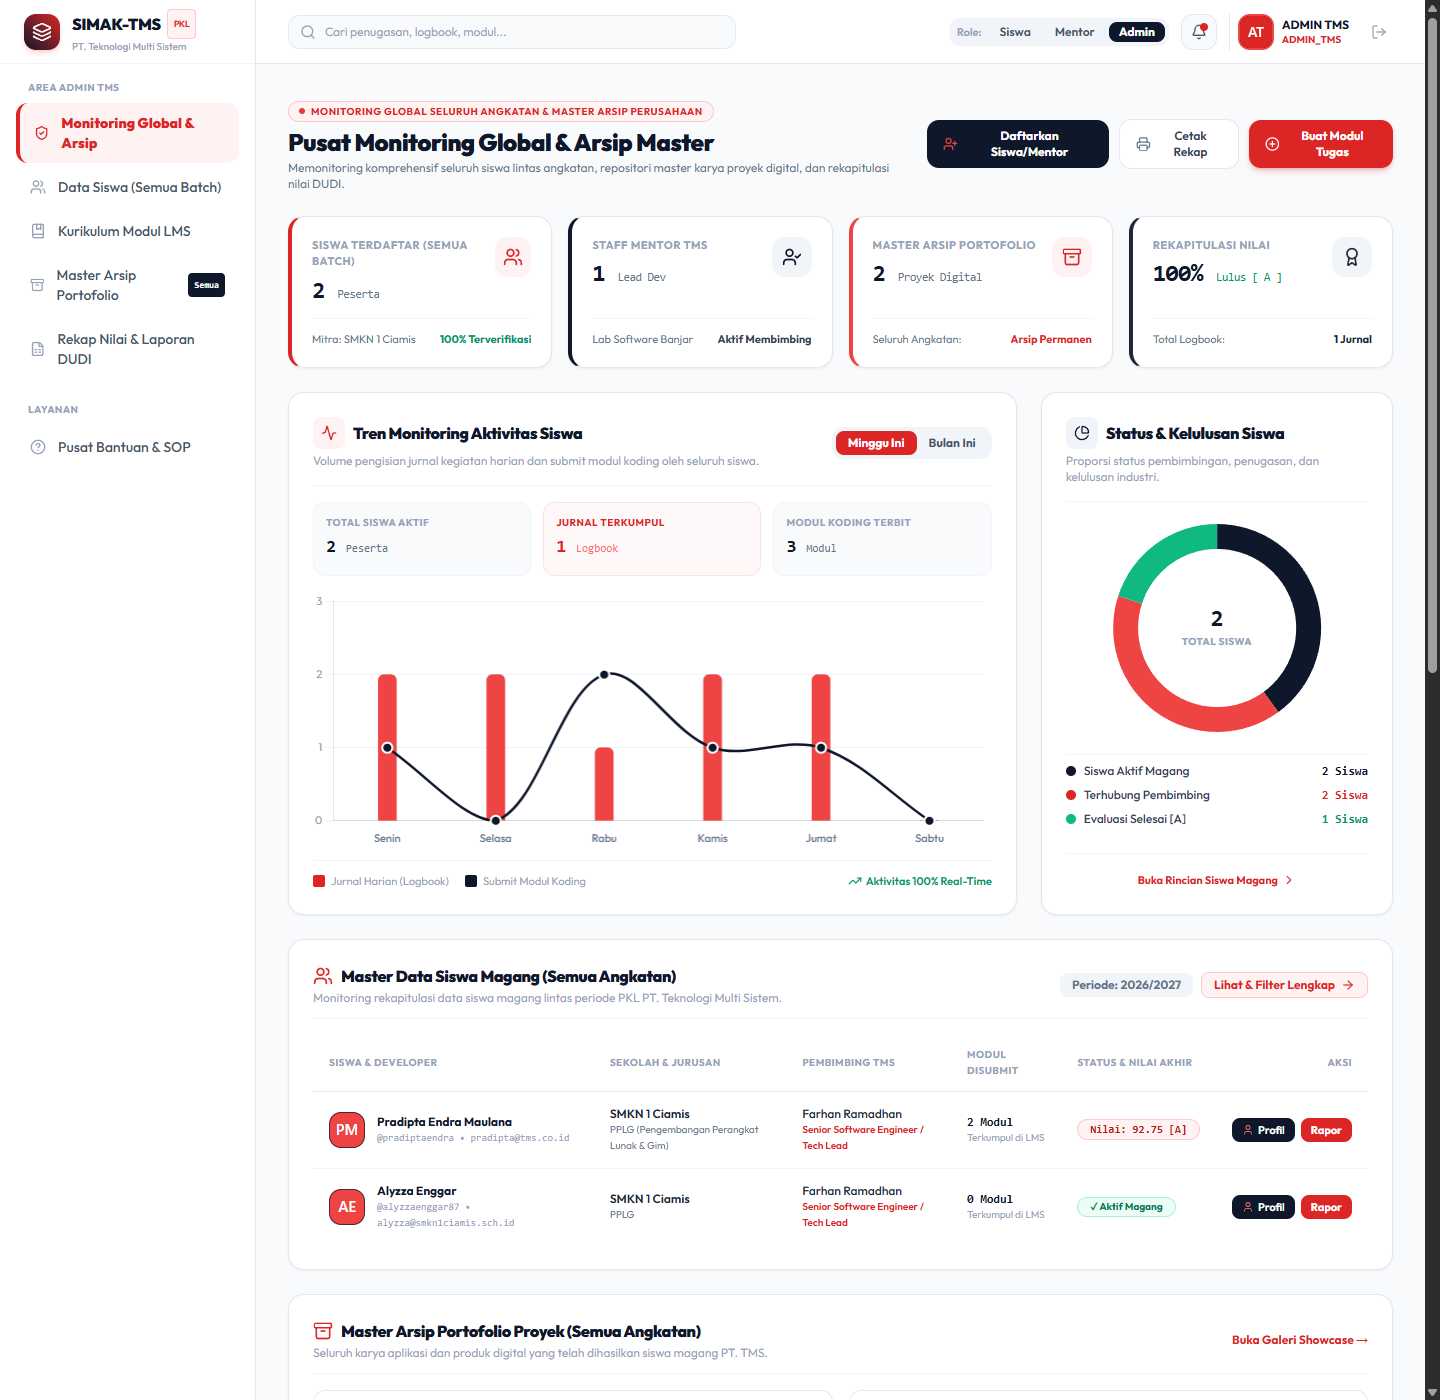 SIMAK-TMS
PKL
PT. Teknologi Multi Sistem
Cari penugasan, logbook, modul...
Role:
Siswa
Mentor
Admin
AT
ADMIN TMS
ADMIN_TMS
AREA ADMIN TMS
Monitoring Global &
Arsip
Data Siswa (Semua Batch)
Kurikulum Modul LMS
Master Arsip
Portofolio
Semua
Rekap Nilai & Laporan
DUDI
LAYANAN
Pusat Bantuan & SOP
MONITORING GLOBAL SELURUH ANGKATAN & MASTER ARSIP PERUSAHAAN
Pusat Monitoring Global & Arsip Master
Memonitoring komprehensif seluruh siswa lintas angkatan, repositori master karya proyek digital, dan rekapitulasi
nilai DUDI.
Daftarkan
Siswa/Mentor
Cetak
Rekap
Buat Modul
Tugas
SISWA TERDAFTAR (SEMUA
BATCH)
2 Peserta
Mitra: SMKN 1 Ciamis
100% Terverifikasi
STAFF MENTOR TMS
1 Lead Dev
Lab Software Banjar
Aktif Membimbing
MASTER ARSIP PORTOFOLIO
2 Proyek Digital
Seluruh Angkatan:
Arsip Permanen
REKAPITULASI NILAI
100% Lulus [ A ]
Total Logbook:
1 Jurnal
Tren Monitoring Aktivitas Siswa
Volume pengisian jurnal kegiatan harian dan submit modul koding oleh seluruh siswa.
Minggu Ini
Bulan Ini
TOTAL SISWA AKTIF
2 Peserta
JURNAL TERKUMPUL
1 Logbook
MODUL KODING TERBIT
3 Modul
3
2
1
0
Senin
Selasa
Rabu
Kamis
Jumat
Sabtu
Jurnal Harian (Logbook)
Submit Modul Koding
Aktivitas 100% Real-Time
Status & Kelulusan Siswa
Proporsi status pembimbingan, penugasan, dan
kelulusan industri.
2
TOTAL SISWA
Siswa Aktif Magang
2 Siswa
Terhubung Pembimbing
2 Siswa
Evaluasi Selesai [A]
1 Siswa
Buka Rincian Siswa Magang
Master Data Siswa Magang (Semua Angkatan)
Monitoring rekapitulasi data siswa magang lintas periode PKL PT. Teknologi Multi Sistem.
Periode: 2026/2027
Lihat & Filter Lengkap →
SISWA & DEVELOPER
SEKOLAH & JURUSAN
PEMBIMBING TMS
MODUL
DISUBMIT
STATUS & NILAI AKHIR
AKSI
PM
Pradipta Endra Maulana
@pradiptaendra • pradipta@tms.co.id
SMKN 1 Ciamis
PPLG (Pengembangan Perangkat
Lunak & Gim)
Farhan Ramadhan
Senior Software Engineer /
Tech Lead
2 Modul
Terkumpul di LMS
Nilai: 92.75 [A]
Profil
Rapor
AE
Alyzza Enggar
@alyzzaenggar87 •
alyzza@smkn1ciamis.sch.id
SMKN 1 Ciamis
PPLG
Farhan Ramadhan
Senior Software Engineer /
Tech Lead
0 Modul
Terkumpul di LMS
✓ Aktif Magang
Profil
Rapor
Master Arsip Portofolio Proyek (Semua Angkatan)
Seluruh karya aplikasi dan produk digital yang telah dihasilkan siswa magang PT. TMS.
Buka Galeri Showcase →